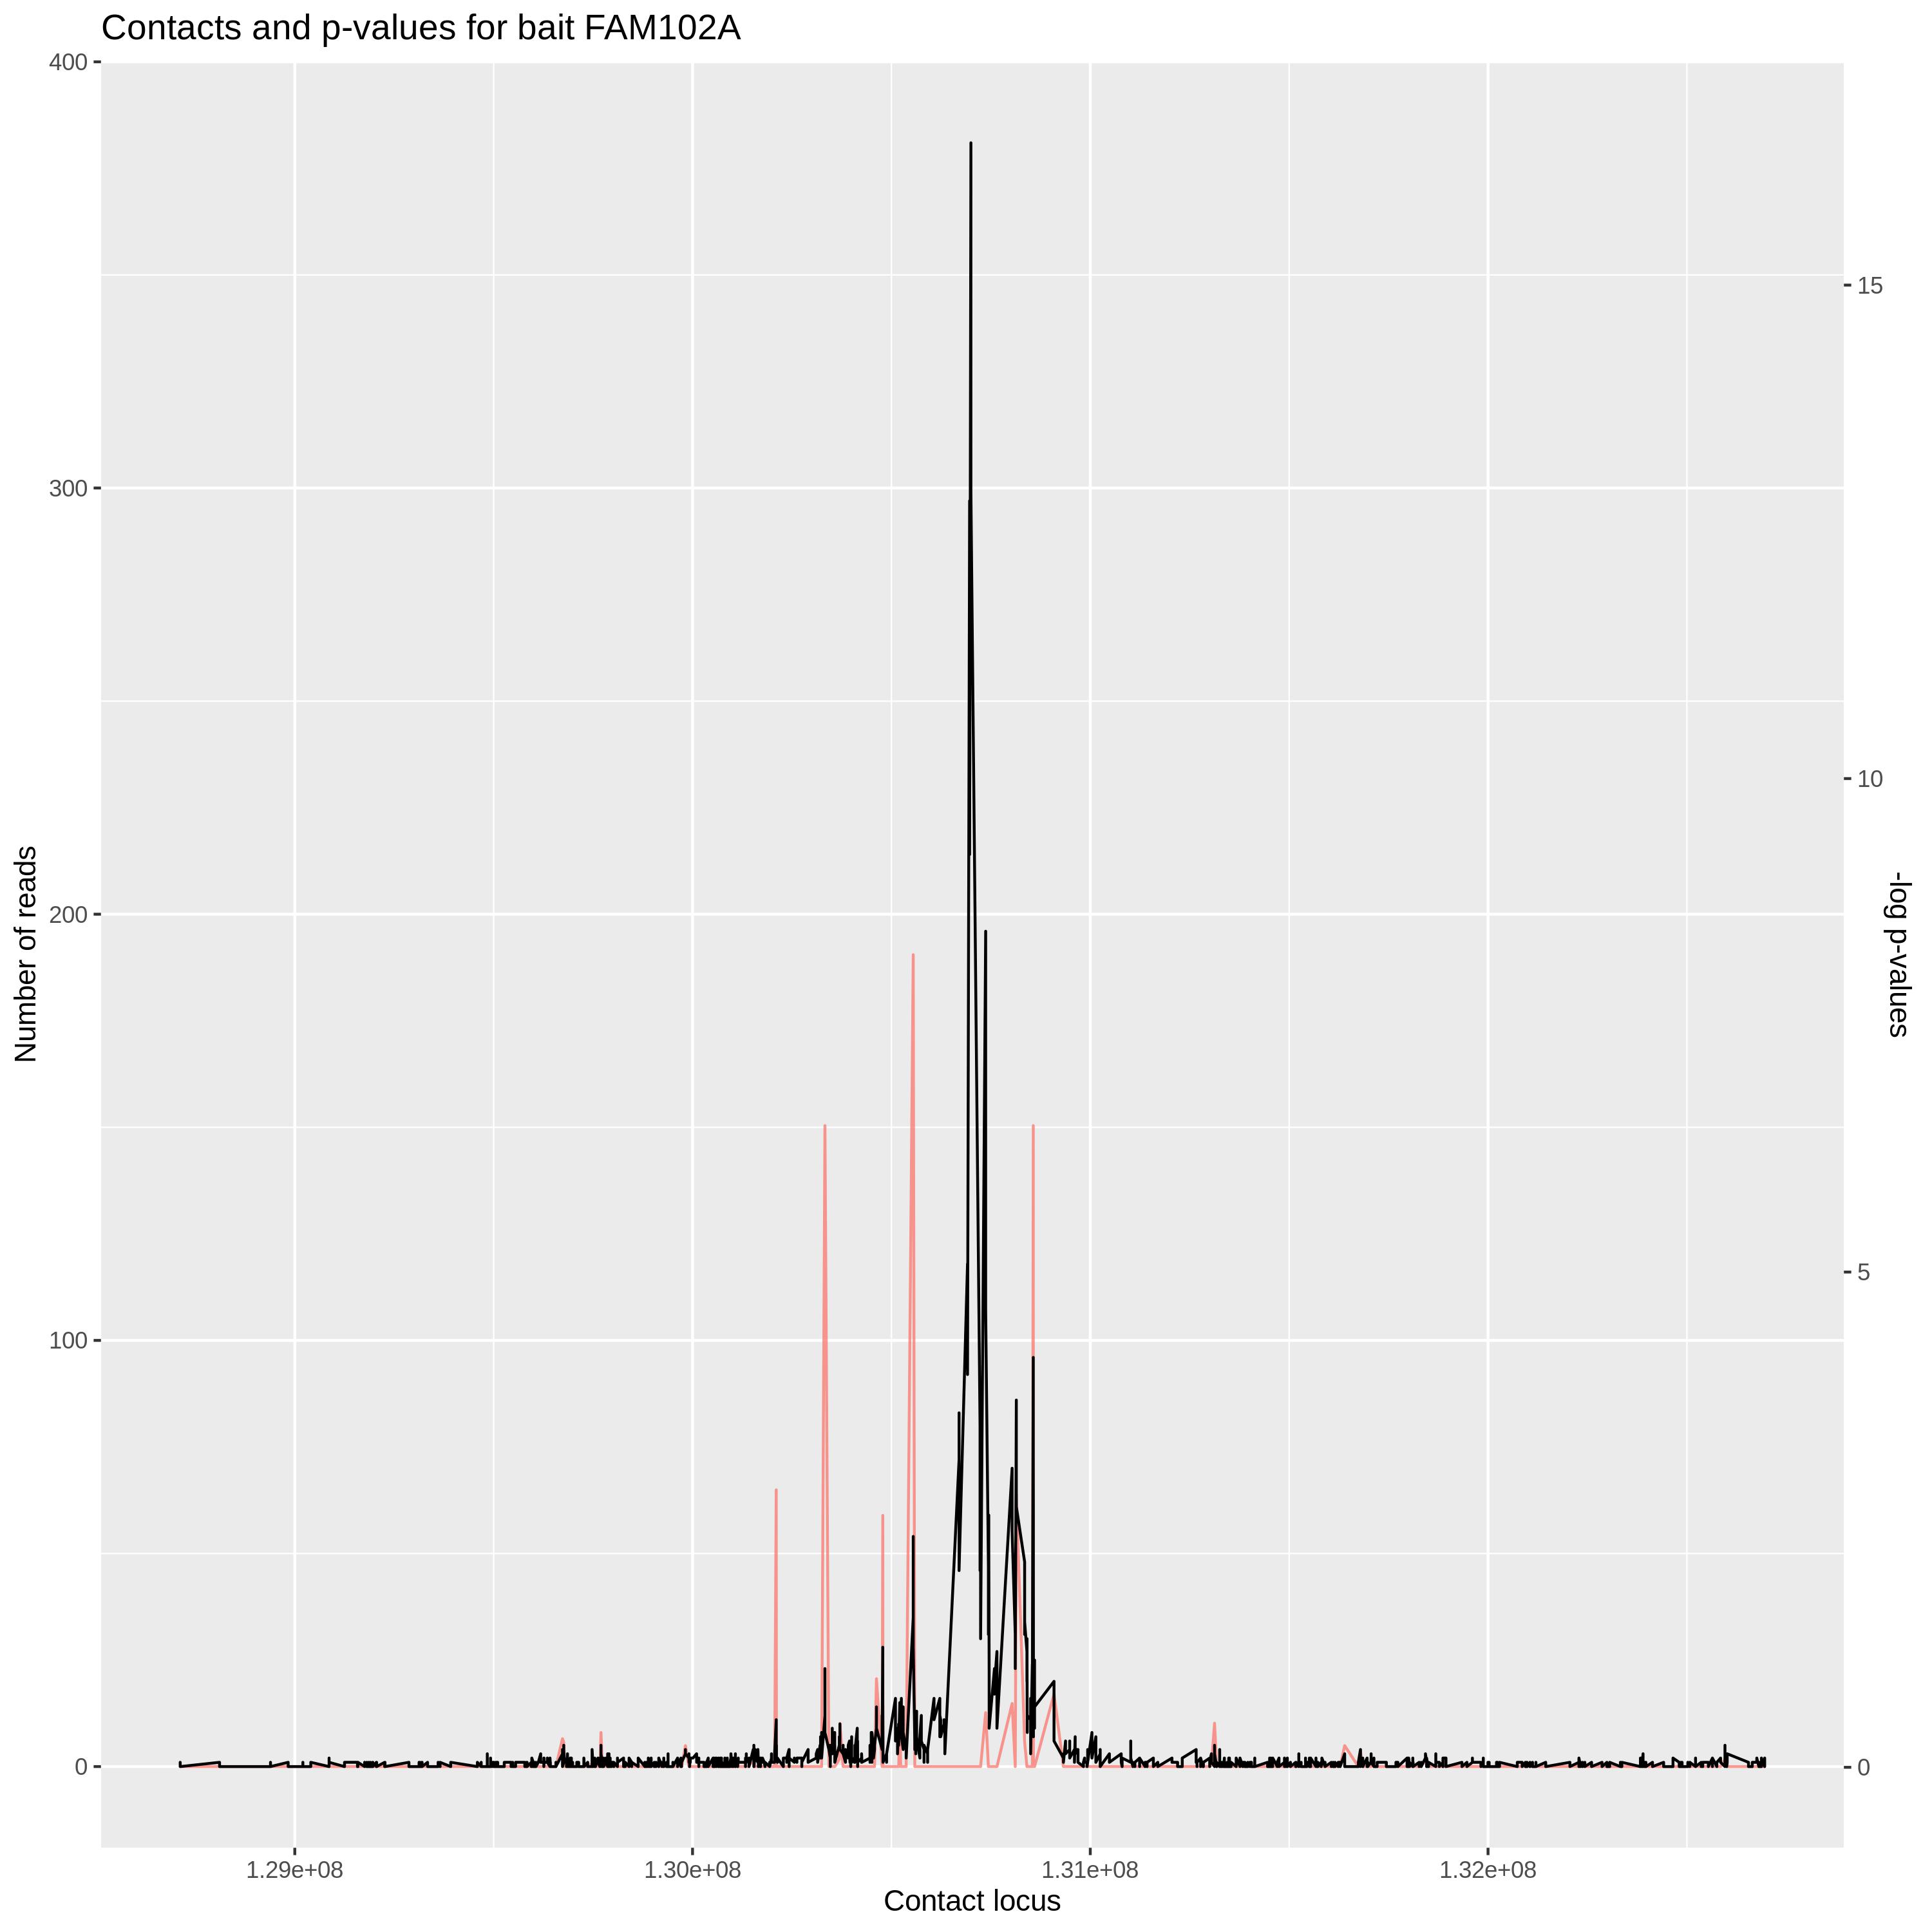 Contacts and p-values for bait FAM102A
400
300
200
100
0
Number of reads
15
10
5
0
-log p-values
1.29e+08
1.30e+08
1.31e+08
1.32e+08
Contact locus